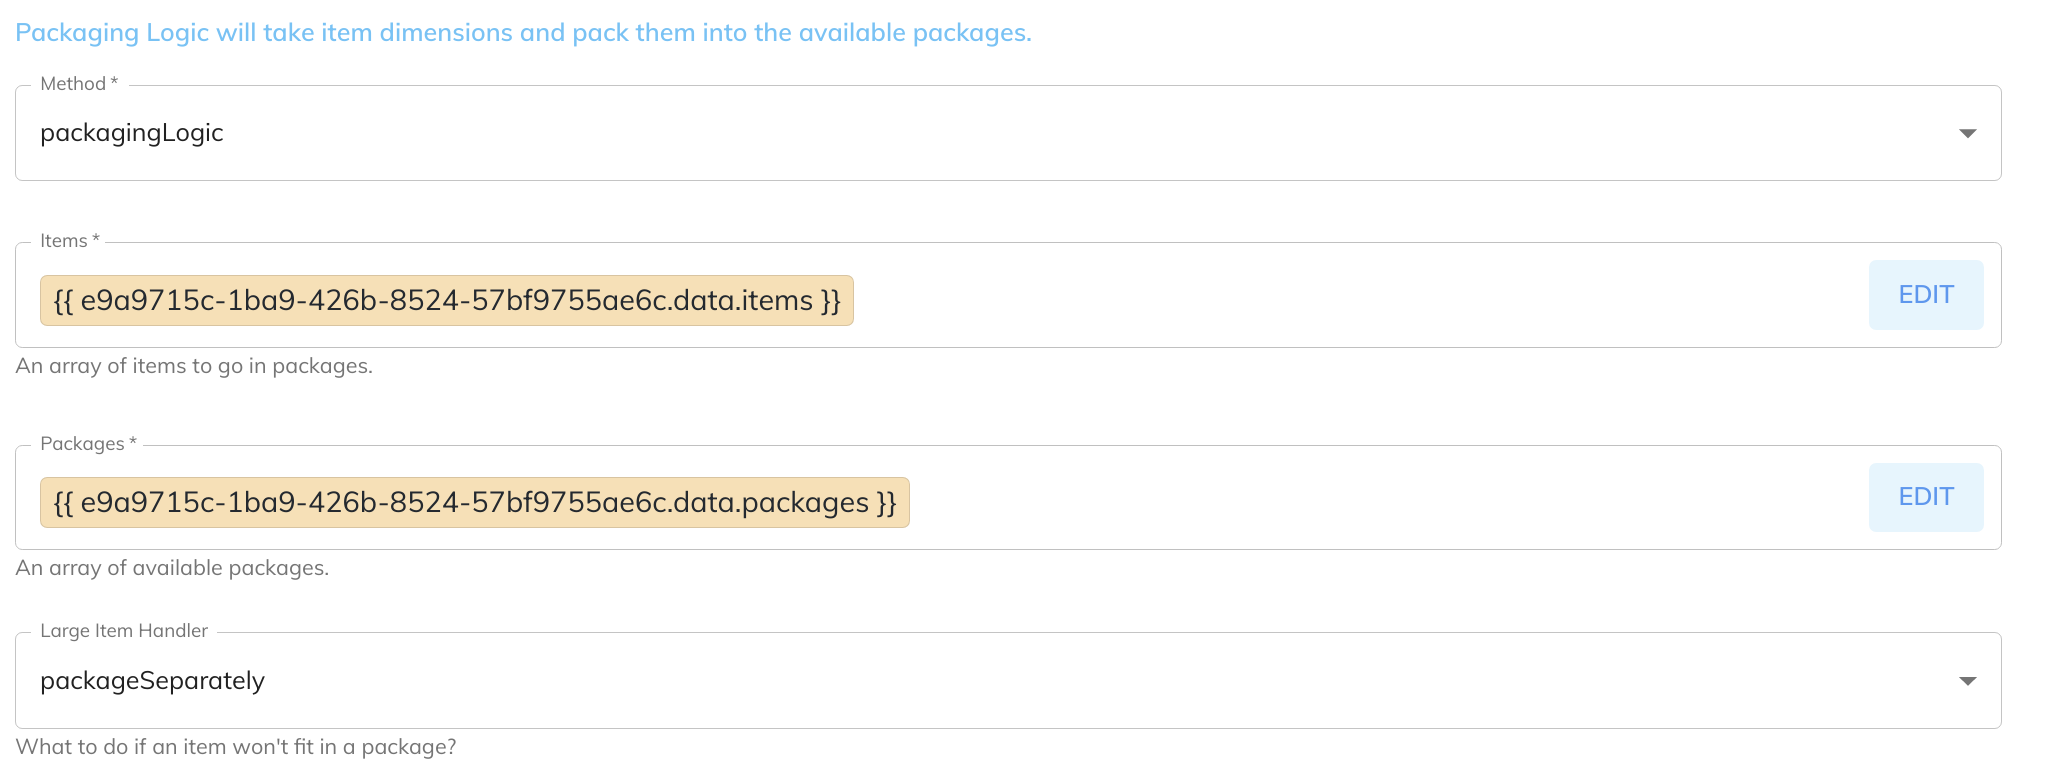 Packaging Logic will take item dimensions and pack them into the available packages.
Method *
packagingLogic
Items *
{{ e9a9715c-1ba9-426b-8524-57bf9755ae6c.data.items }}
EDIT
An array of items to go in packages.
Packages *
{{ e9a9715c-1ba9-426b-8524-57bf9755ae6c.data.packages }}
EDIT
An array of available packages.
Large Item Handler
packageSeparately
What to do if an item won't fit in a package?